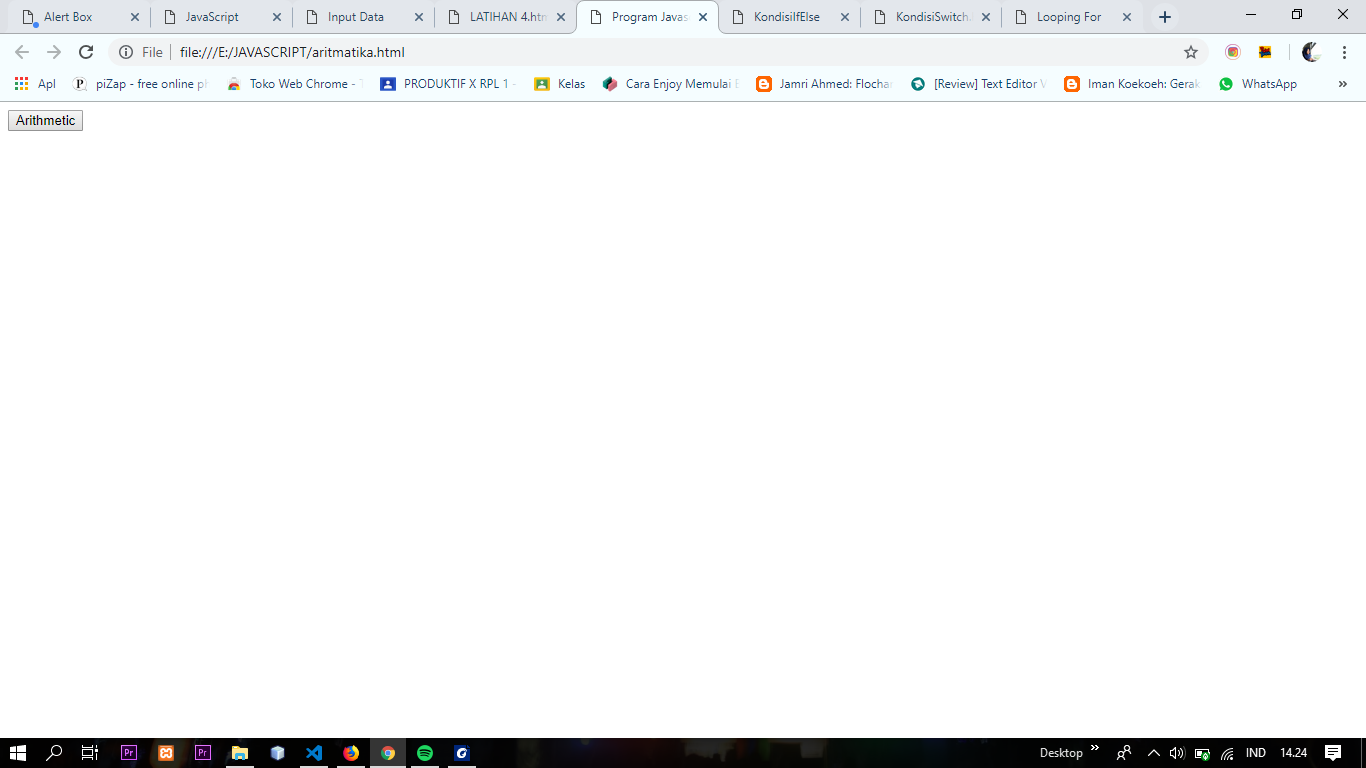 Alert Box JavaScript Input Data LATIHAN 4.htm Program Javas KondisiIfElse KondisiSwitch Looping For
File file:///E:/JAVASCRIPT/aritmatika.html
Apl piZap - free online ph Toko Web Chrome - PRODUKTIF X RPL 1 - Kelas Cara Enjoy Memulai Jamri Ahmed: Flochar [Review] Text Editor V Iman Koekoeh: Gerak WhatsApp »
Arithmetic
Pr Pr Desktop » IND 14.24